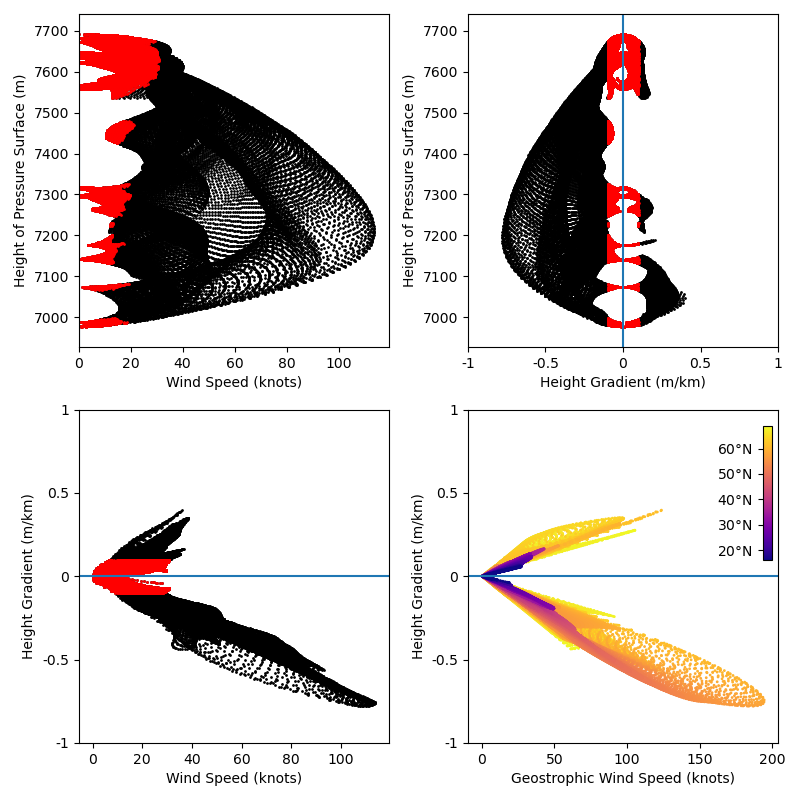 7700
7600
7500
7400
7300
7200
7100
7000
Height of Pressure Surface (m)
0 20 40 60 80 100
Wind Speed (knots)
7700
7600
7500
7400
7300
7200
7100
7000
Height of Pressure Surface (m)
-1 -0.5 0 0.5 1
Height Gradient (m/km)
1
0.5
0
-0.5
-1
Height Gradient (m/km)
0 20 40 60 80 100
Wind Speed (knots)
1
0.5
0
-0.5
-1
Height Gradient (m/km)
60°N
50°N
40°N
30°N
20°N
0 50 100 150 200
Geostrophic Wind Speed (knots)